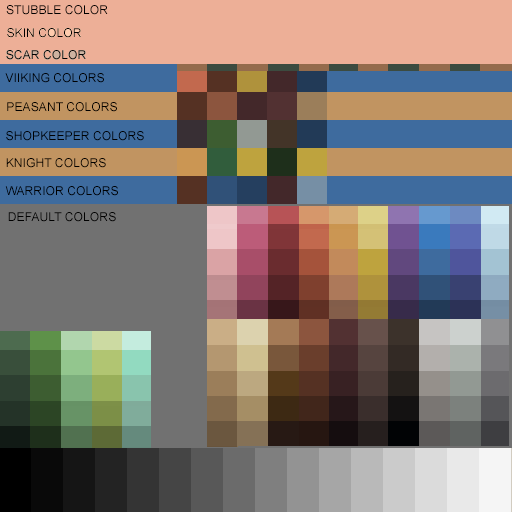 STUBBLE COLOR
SKIN COLOR
SCAR COLOR
VIIKING COLORS
PEASANT COLORS
SHOPKEEPER COLORS
KNIGHT COLORS
WARRIOR COLORS
DEFAULT COLORS